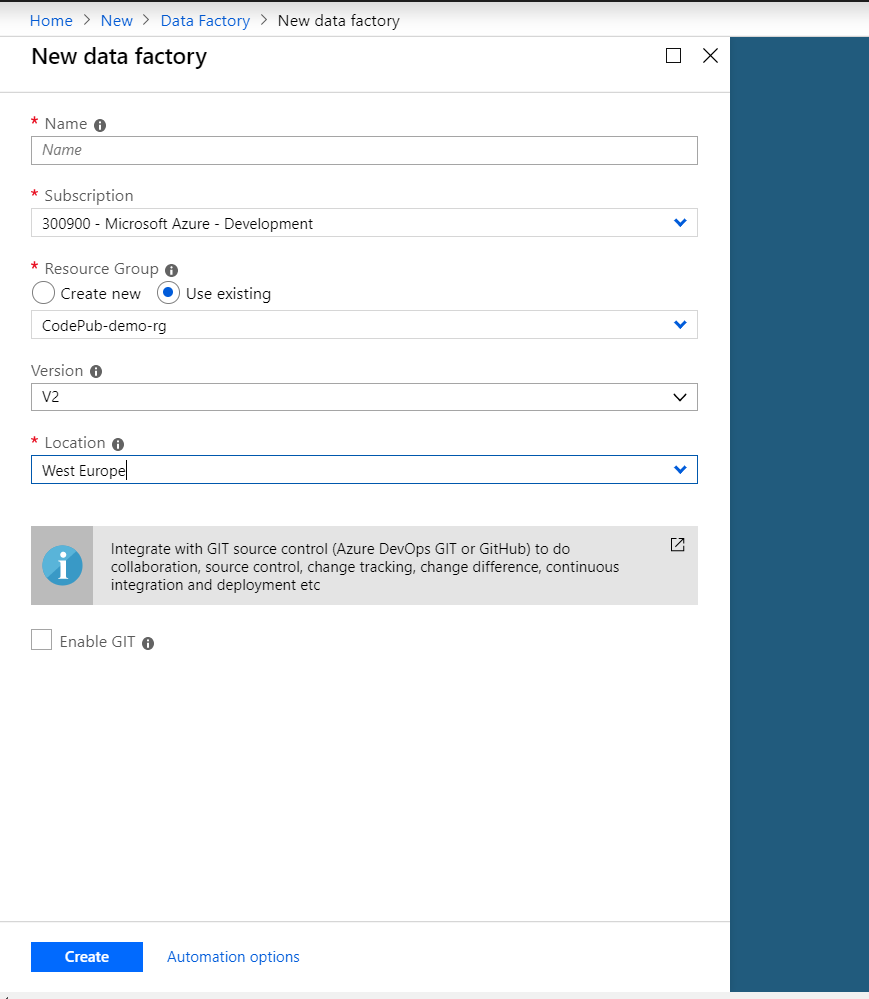 Home > New > Data Factory > New data factory
New data factory
* Name
Name
* Subscription
300900 - Microsoft Azure - Development
* Resource Group
Create new Use existing
CodePub-demo-rg
Version
V2
* Location
West Europe
Integrate with GIT source control (Azure DevOps GIT or GitHub) to do
collaboration, source control, change tracking, change difference, continuous
integration and deployment etc
Enable GIT
Create Automation options